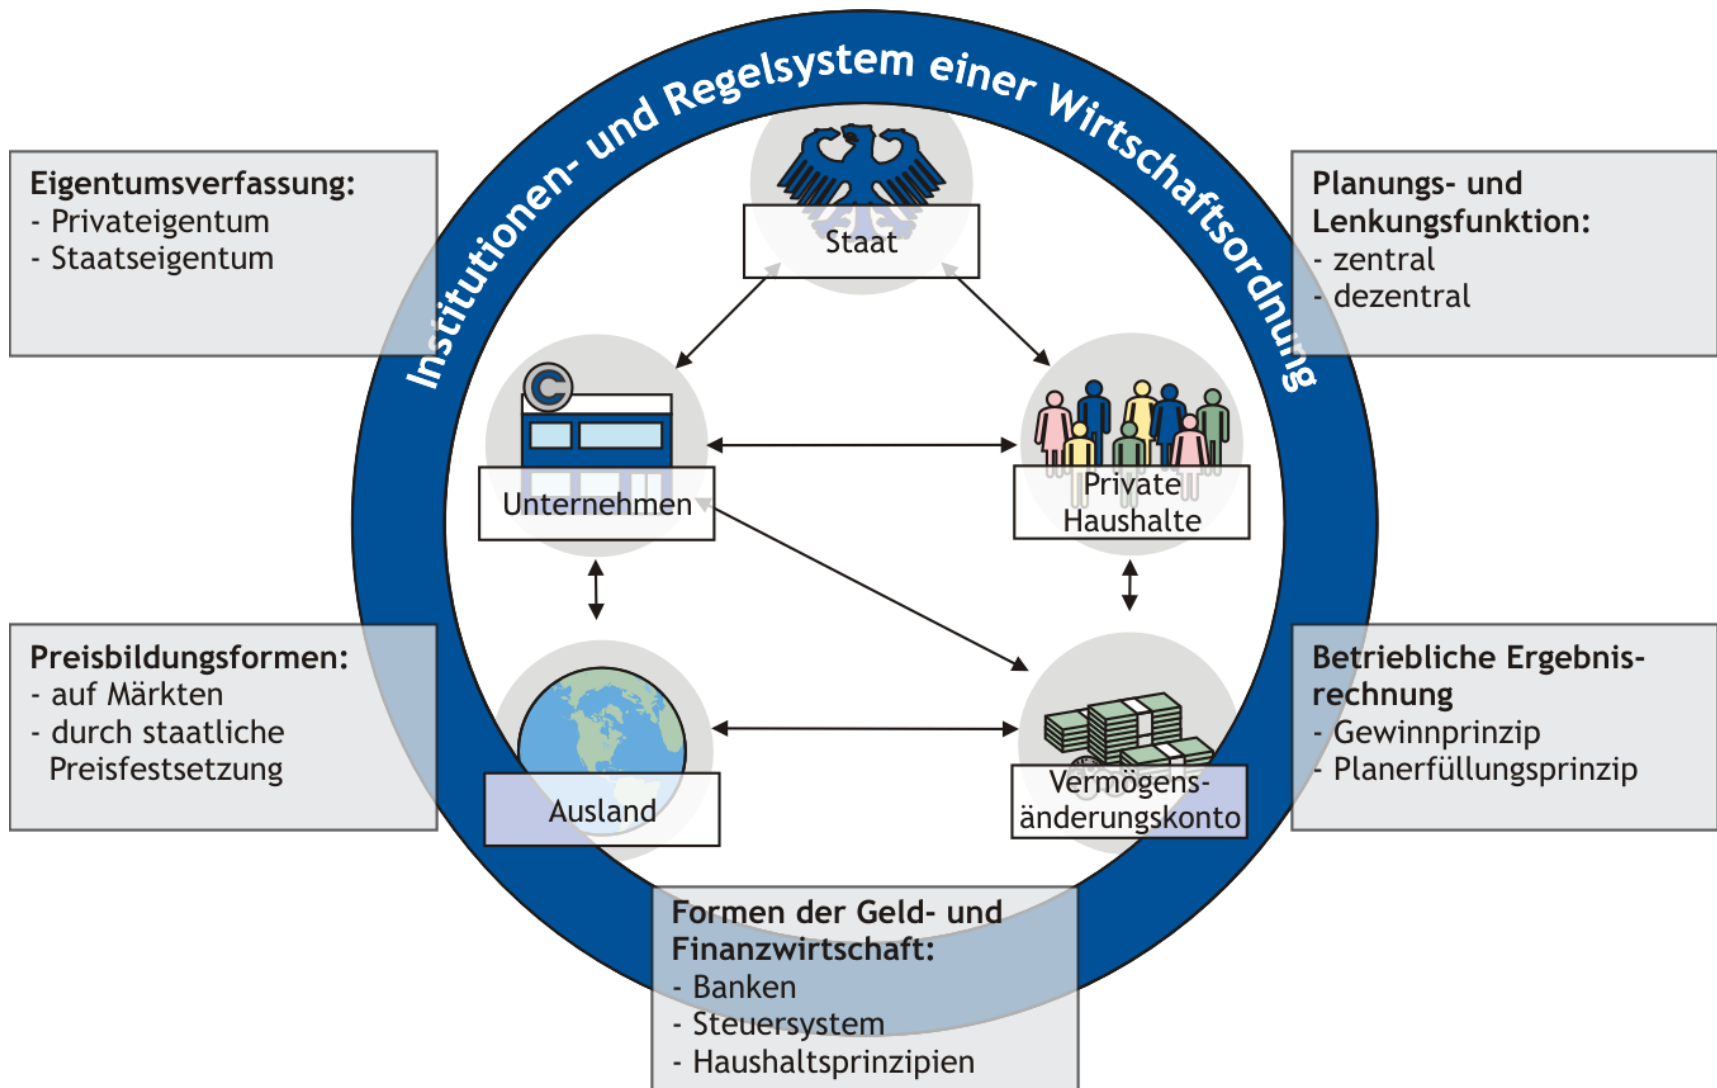 Institutionen- und Regelsystem einer Wirtschaftsordnung
Eigentumsverfassung:
- Privateigentum
- Staatseigentum
Planungs- und
Lenkungsfunktion:
- zentral
- dezentral
Staat
C
Unternehmen
Private
Haushalte
Preisbildungsformen:
- auf Märkten
- durch staatliche
Preisfestsetzung
Betriebliche Ergebnis-
rechnung
- Gewinnprinzip
- Planerfüllungsprinzip
Ausland
Vermögens-
änderungskonto
Formen der Geld- und
Finanzwirtschaft:
- Banken
- Steuersystem
- Haushaltsprinzipien